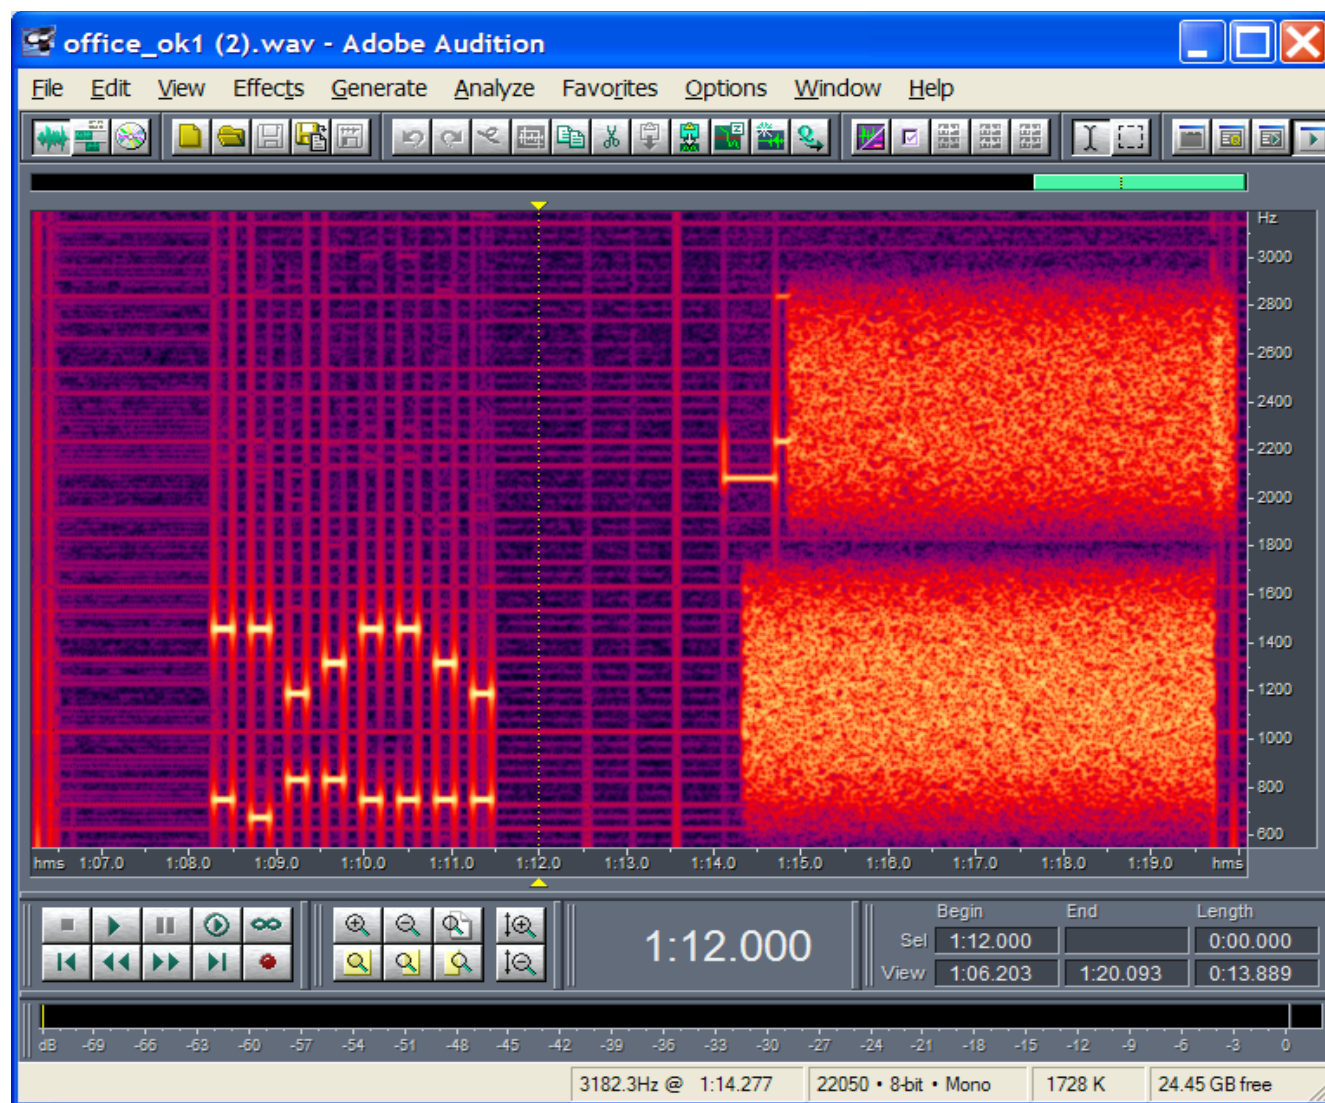 office_ok1 (2).wav - Adobe Audition
File Edit View Effects Generate Analyze Favorites Options Window Help
Hz
3000
2800
2600
2400
2200
2000
1800
1600
1400
1200
1000
800
600
hms 1:07.0 1:08.0 1:09.0 1:10.0 1:11.0 1:12.0 1:13.0 1:14.0 1:15.0 1:16.0 1:17.0 1:18.0 1:19.0 hms
1:12.000
Begin End Length
Sel 1:12.000 0:00.000
View 1:06.203 1:20.093 0:13.889
dB -69 -66 -63 -60 -57 -54 -51 -48 -45 -42 -39 -36 -33 -30 -27 -24 -21 -18 -15 -12 -9 -6 -3 0
3182.3Hz @ 1:14.277 22050 • 8-bit • Mono 1728 K 24.45 GB free